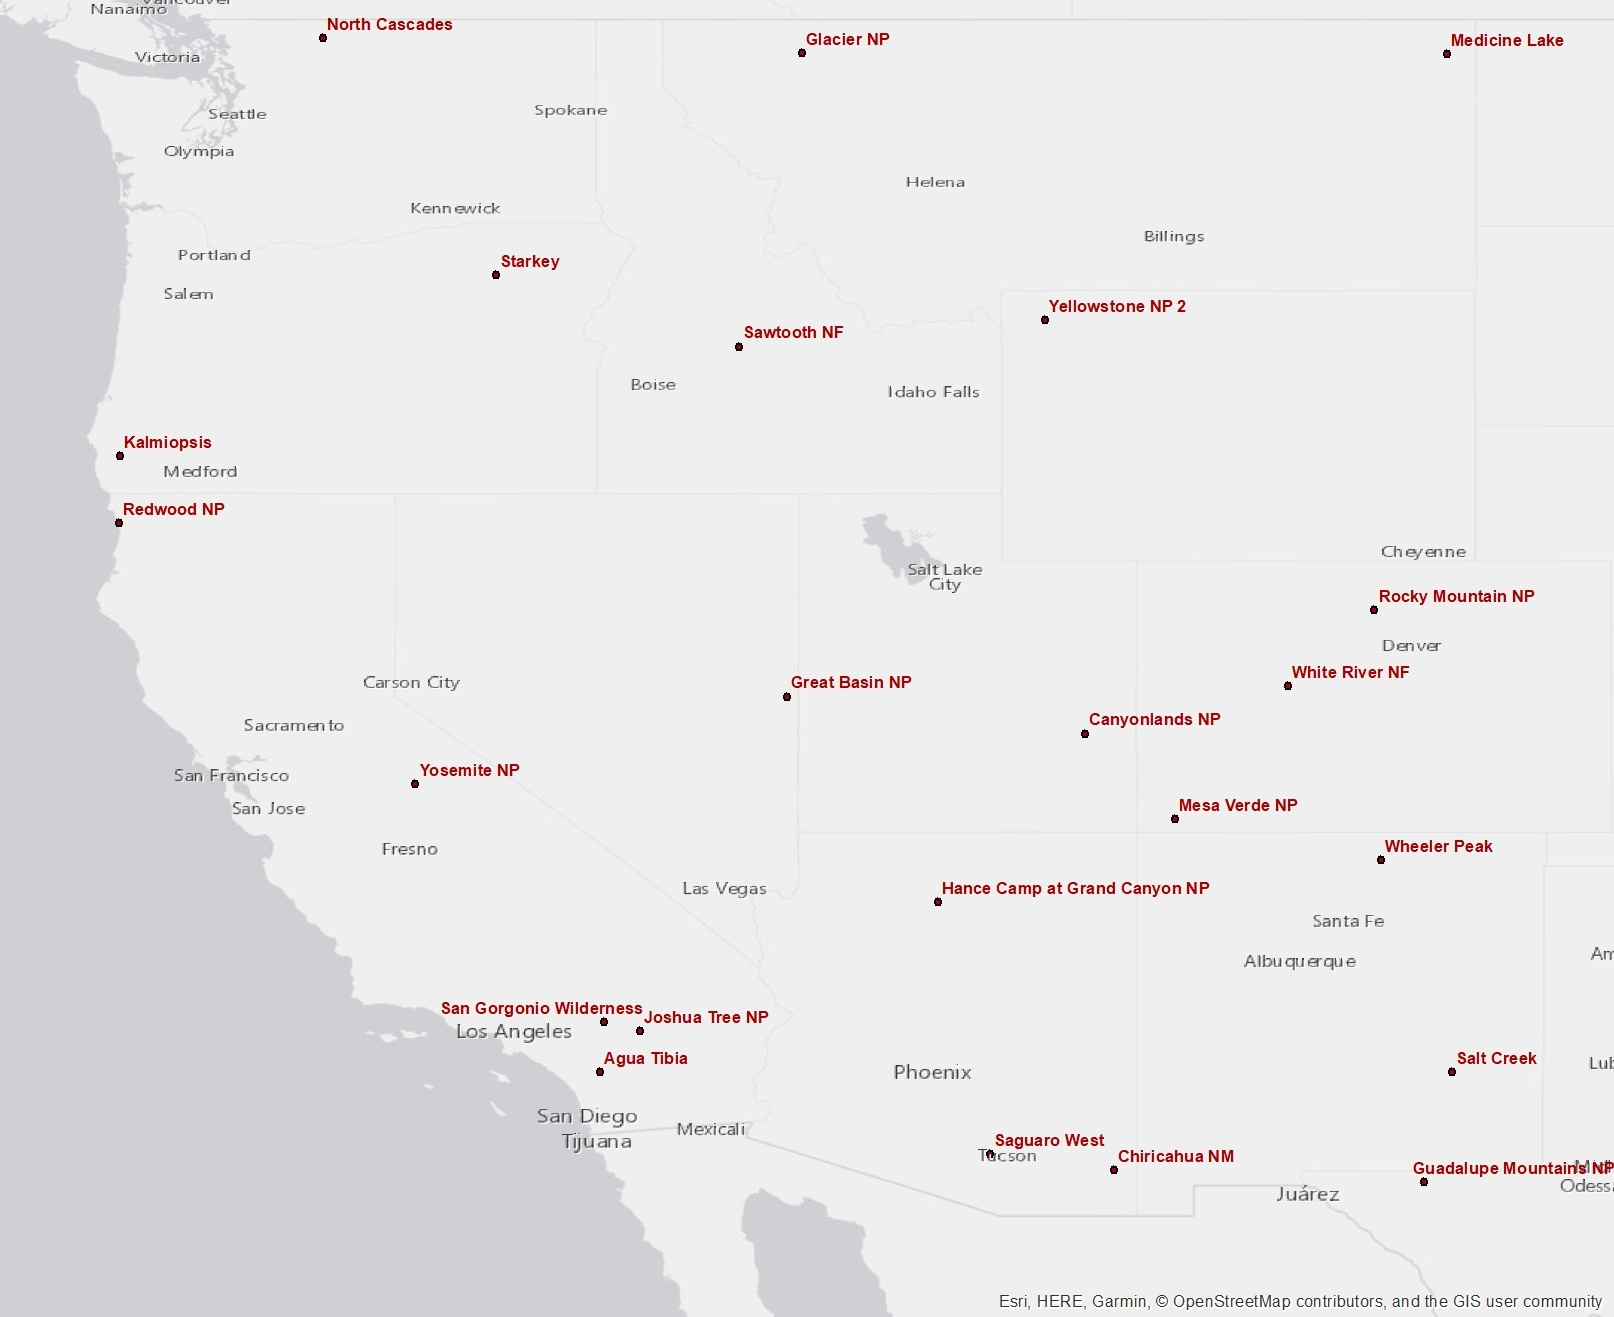 Vancouver
Nanaimo
North Cascades
Glacier NP
Medicine Lake
Victoria
Seattle
Spokane
Olympia
Helena
Kennewick
Billings
Portland
Starkey
Salem
Yellowstone NP 2
Sawtooth NF
Boise
Idaho Falls
Kalmiopsis
Medford
Redwood NP
Cheyenne
Salt Lake
City
Rocky Mountain NP
Denver
White River NF
Carson City
Great Basin NP
Canyonlands NP
Sacramento
San Francisco
Yosemite NP
San Jose
Mesa Verde NP
Fresno
Wheeler Peak
Las Vegas
Hance Camp at Grand Canyon NP
Santa Fe
Am
Albuquerque
San Gorgonio Wilderness
Joshua Tree NP
Los Angeles
Agua Tibia
Salt Creek
Lub
Phoenix
San Diego
Mexicali
Tijuana
Saguaro West
Tucson
Chiricahua NM
Guadalupe Mountains NP
Odessa
Juárez
Esri, HERE, Garmin, © OpenStreetMap contributors, and the GIS user community